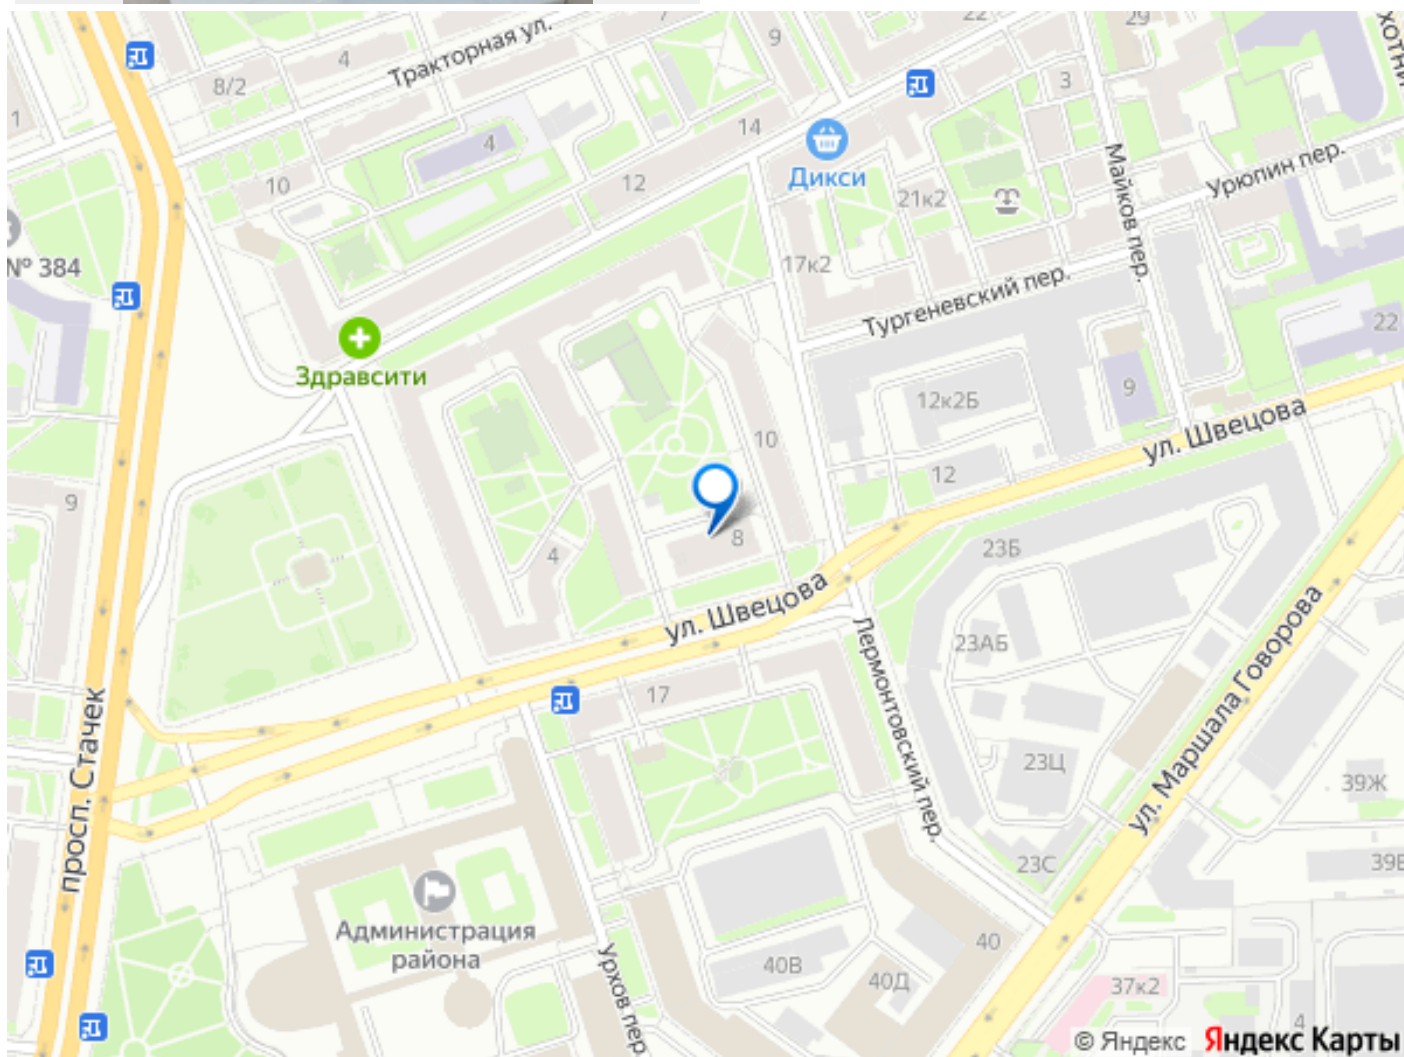 Тракторная ул.
4
7
9
22
29
8/2
3
1
14
4
Дикси
10
12
21к2
Майков пер.
Урюпин пер.
№ 384
17к2
Тургеневский пер.
22
Здравсити
9
12к2Б
10
ул. Швецова
9
12
8
4
23Б
ул. Швецова
23АБ
Лермонтовский пер.
ул. Маршала Говорова
17
просп. Стачек
23Ц
39Ж
23С
Администрация
района
40
40В
40Д
Урхов пер.
37к2
4
© Яндекс Яндекс Карты